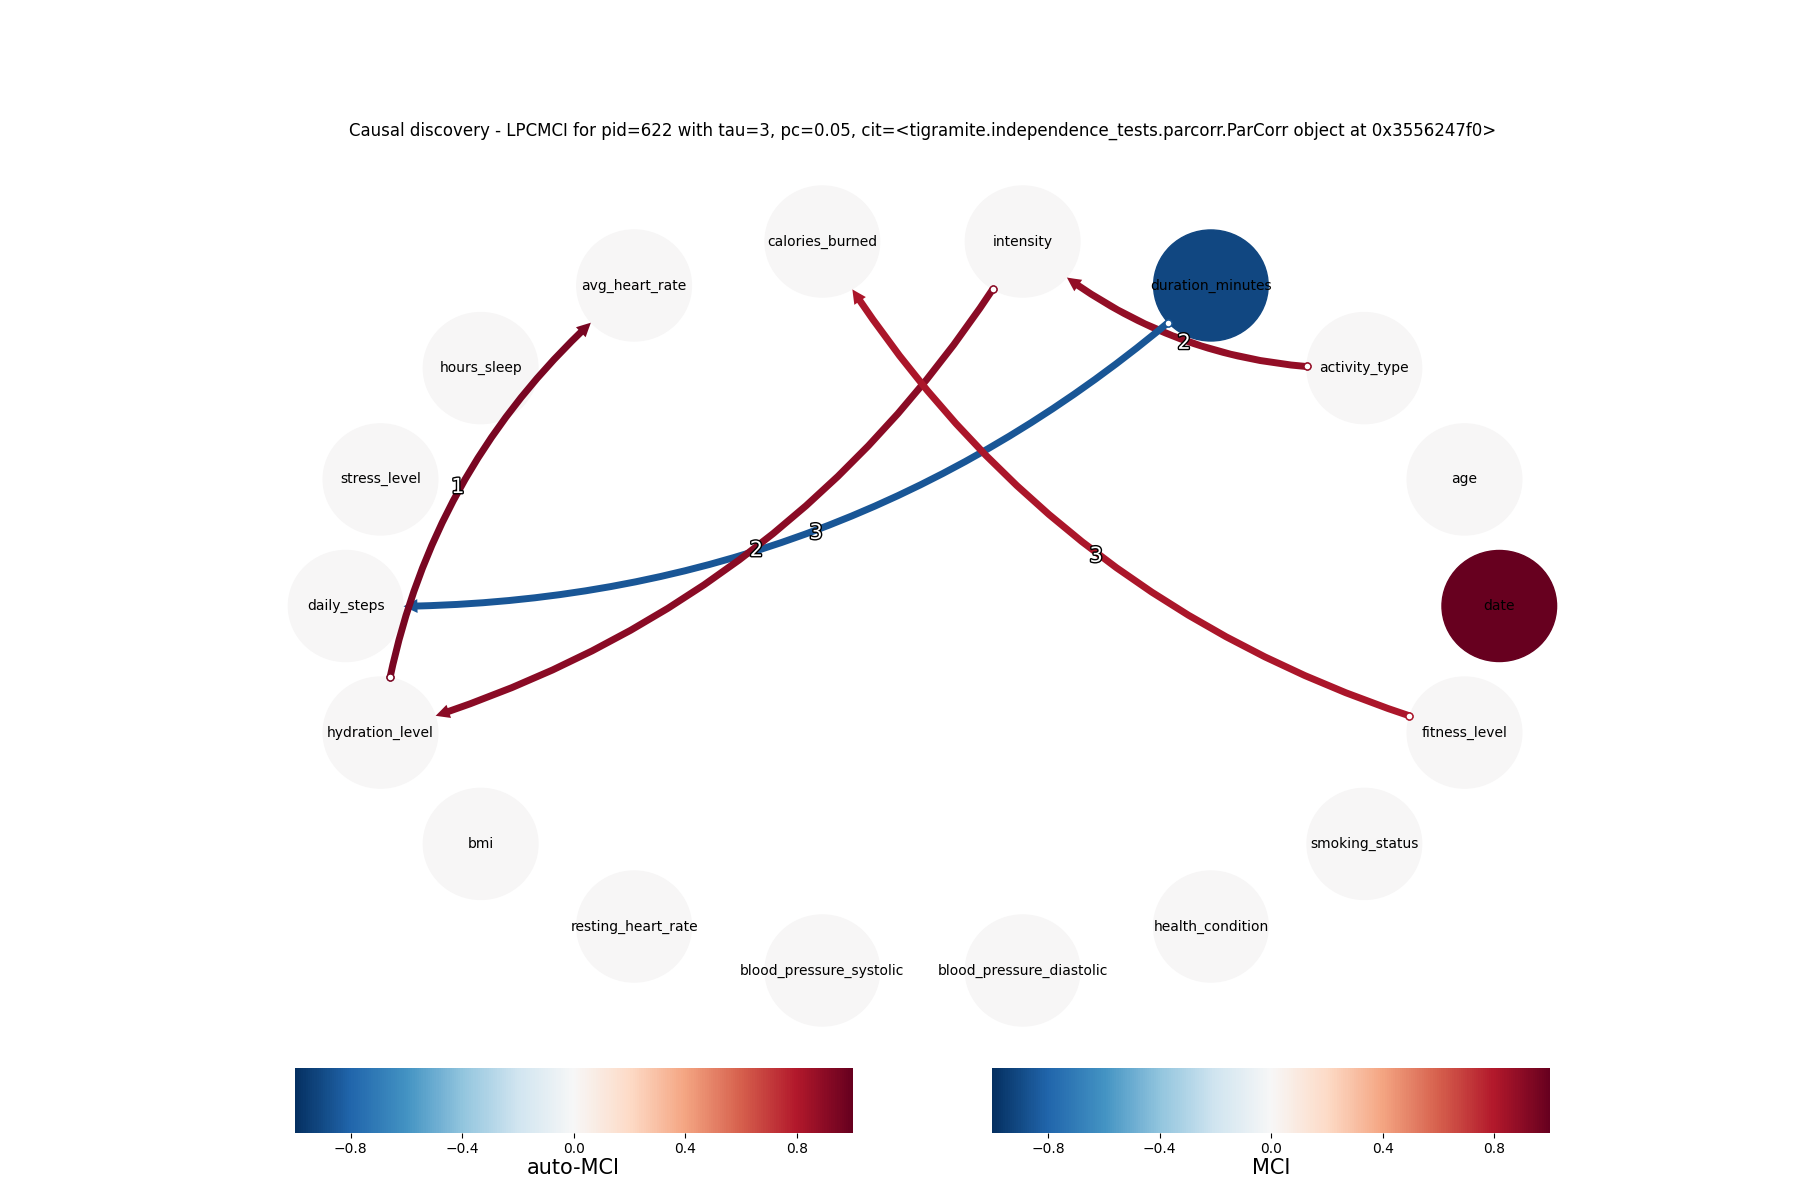 Causal discovery - LPCMCI for pid=622 with tau=3, pc=0.05, cit=<tigramite.independence_tests.parcorr.ParCorr object at 0x3556247f0>
calories_burned
intensity
avg_heart_rate
duration_minutes
2
hours_sleep
activity_type
stress_level
1
age
3
2
3
daily_steps
date
hydration_level
fitness_level
bmi
smoking_status
resting_heart_rate
health_condition
blood_pressure_systolic
blood_pressure_diastolic
−0.8 −0.4 0.0 0.4 0.8
auto-MCI
−0.8 −0.4 0.0 0.4 0.8
MCI